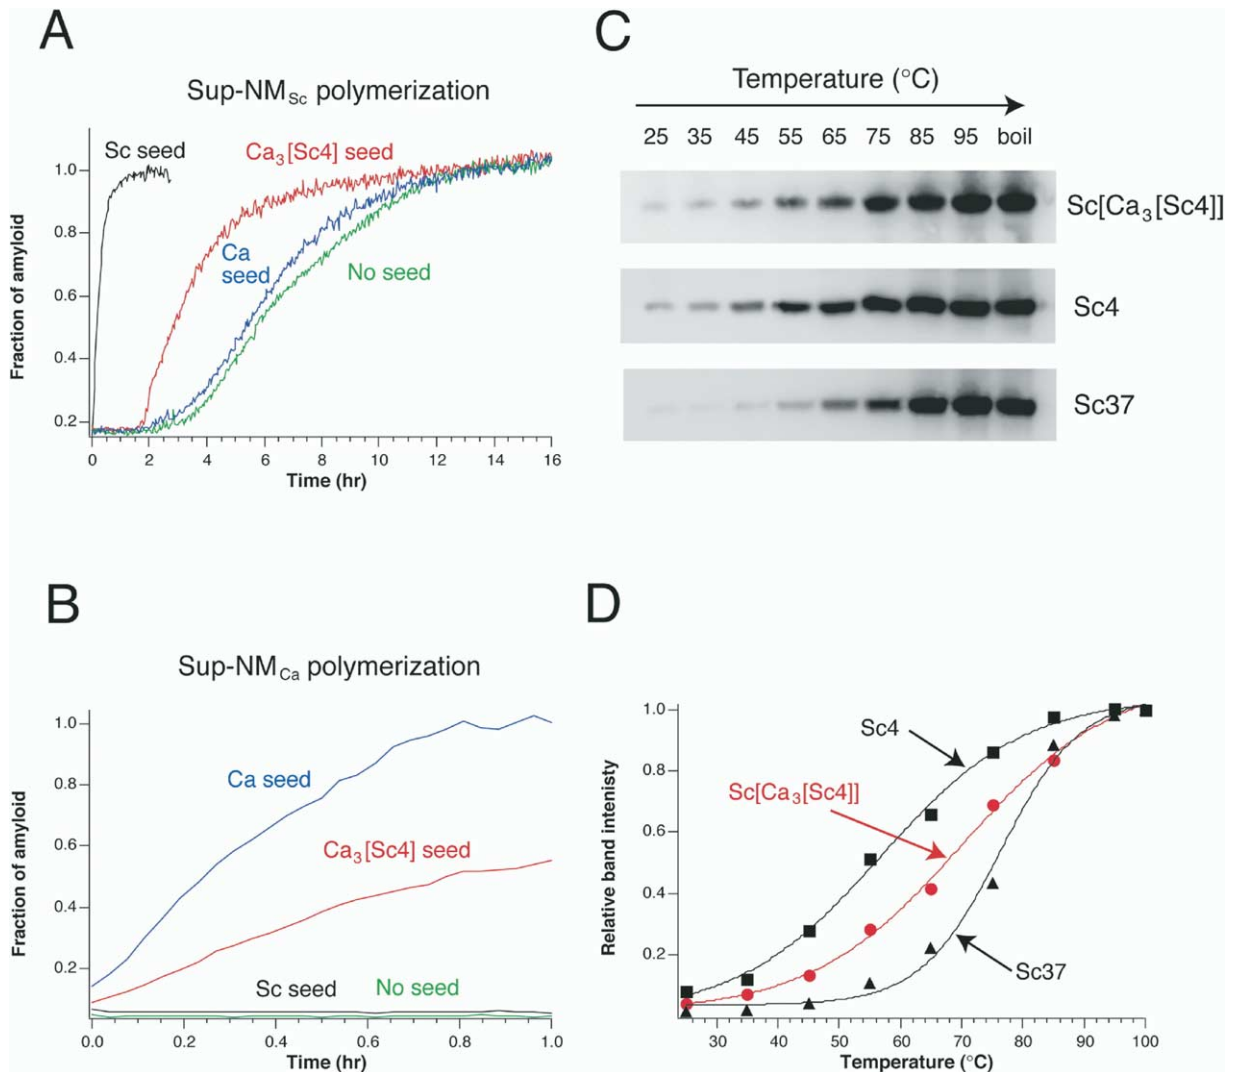 A
Sup-NMSc polymerization
Sc seed
Ca3[Sc4] seed
Ca
seed
No seed
Fraction of amyloid
1.0
0.8
0.6
0.4
0.2
0 2 4 6 8 10 12 14 16
Time (hr)
C
Temperature (°C)
25 35 45 55 65 75 85 95 boil
Sc[Ca3[Sc4]]
Sc4
Sc37
B
Sup-NMCa polymerization
Ca seed
Ca3[Sc4] seed
Sc seed
No seed
Fraction of amyloid
1.0
0.8
0.6
0.4
0.2
0.0 0.2 0.4 0.6 0.8 1.0
Time (hr)
D
Sc4
Sc[Ca3[Sc4]]
Sc37
Relative band intenisty
1.0
0.8
0.6
0.4
0.2
30 40 50 60 70 80 90 100
Temperature (°C)